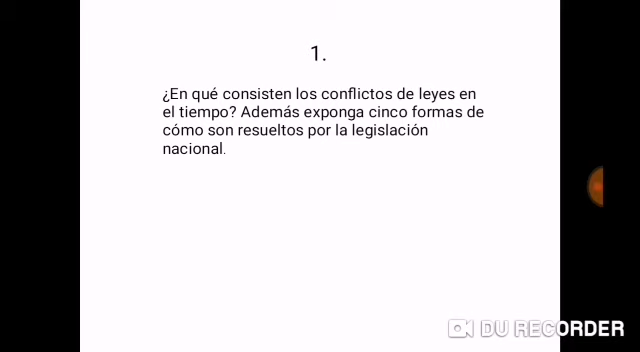 1.
¿En qué consisten los conflictos de leyes en
el tiempo? Además exponga cinco formas de
cómo son resueltos por la legislación
nacional.
DU RECORDER